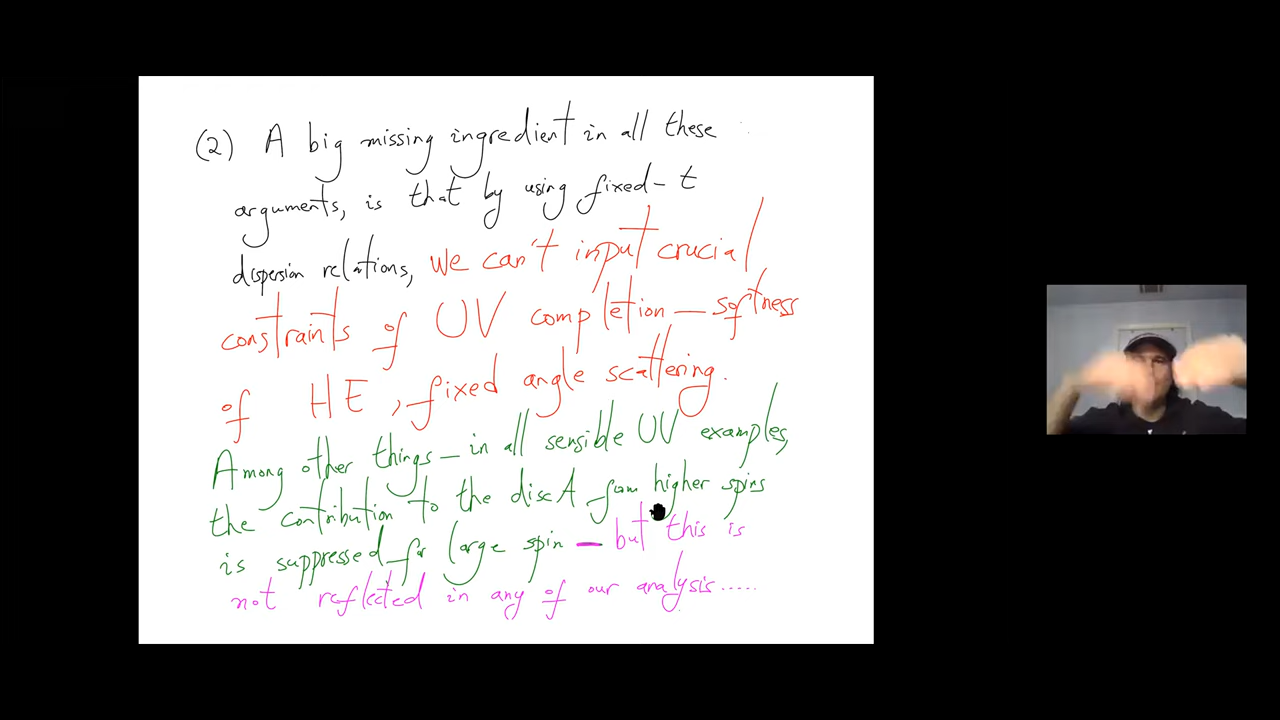 (2) A big missing ingredient in all these
arguments, is that by using fixed-t
dispersion relations, we can't input crucial
constraints of UV completion — softness
of HE, fixed angle scattering.
Among other things — in all sensible UV examples,
the contribution to the disc A from higher spins
is suppressed for large spin — but this is
not reflected in any of our analysis.....